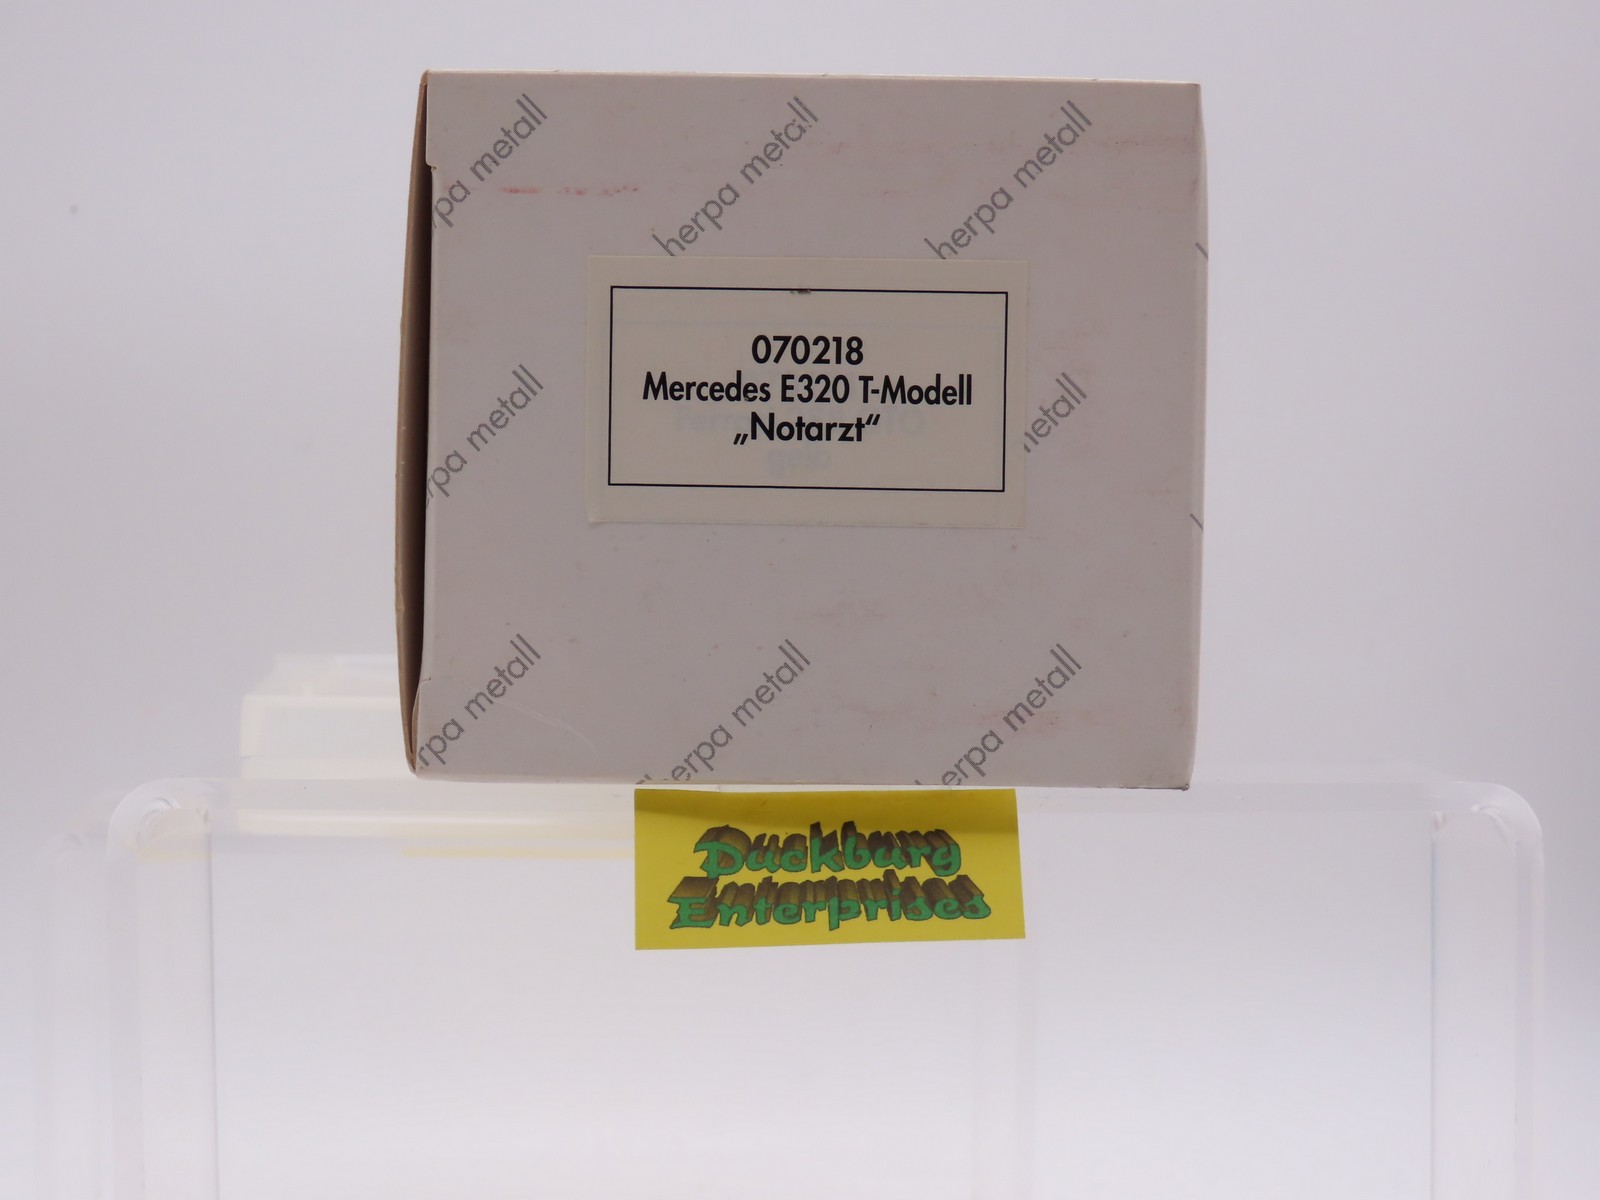 herpa metall
herpa metall
herpa metall
070218
Mercedes E320 T-Modell
„Notarzt“
herpa metall
metall
herpa metall
herpa metall
herpa metall
Duckburg
Enterprises